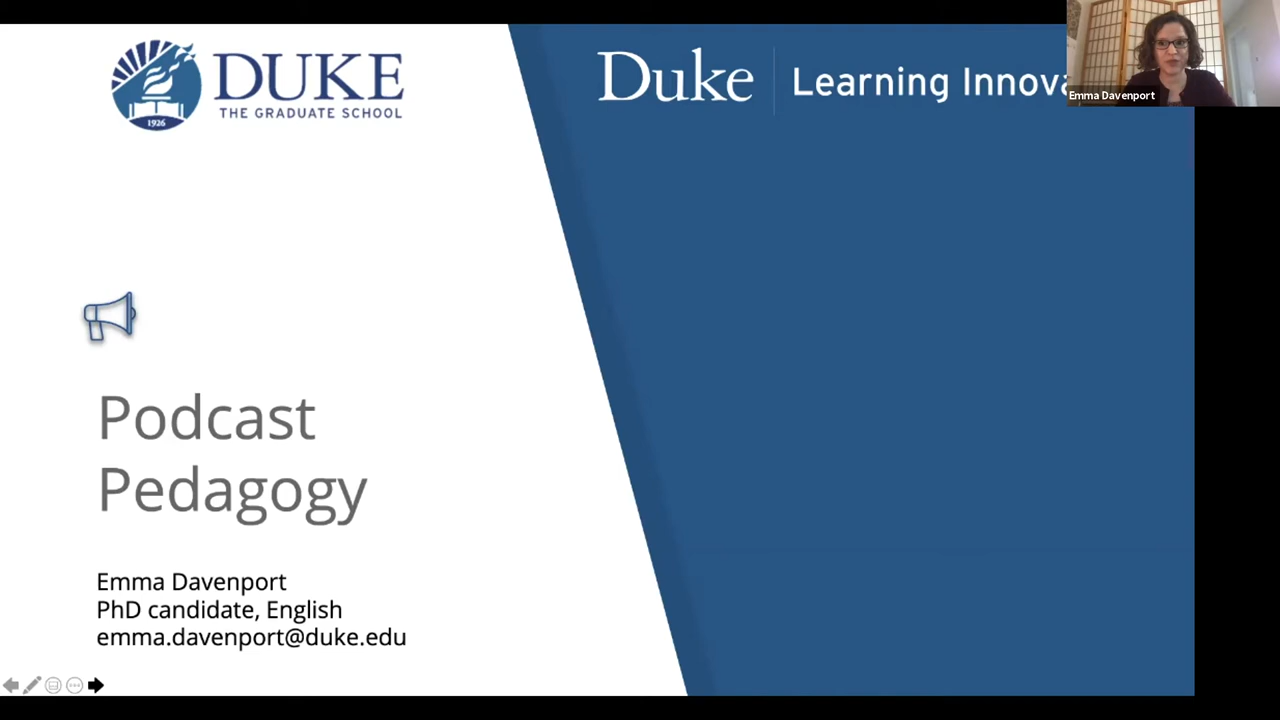 DUKE
THE GRADUATE SCHOOL
1926
Duke
Learning Innova
Emma Davenport
Podcast
Pedagogy
Emma Davenport
PhD candidate, English
emma.davenport@duke.edu